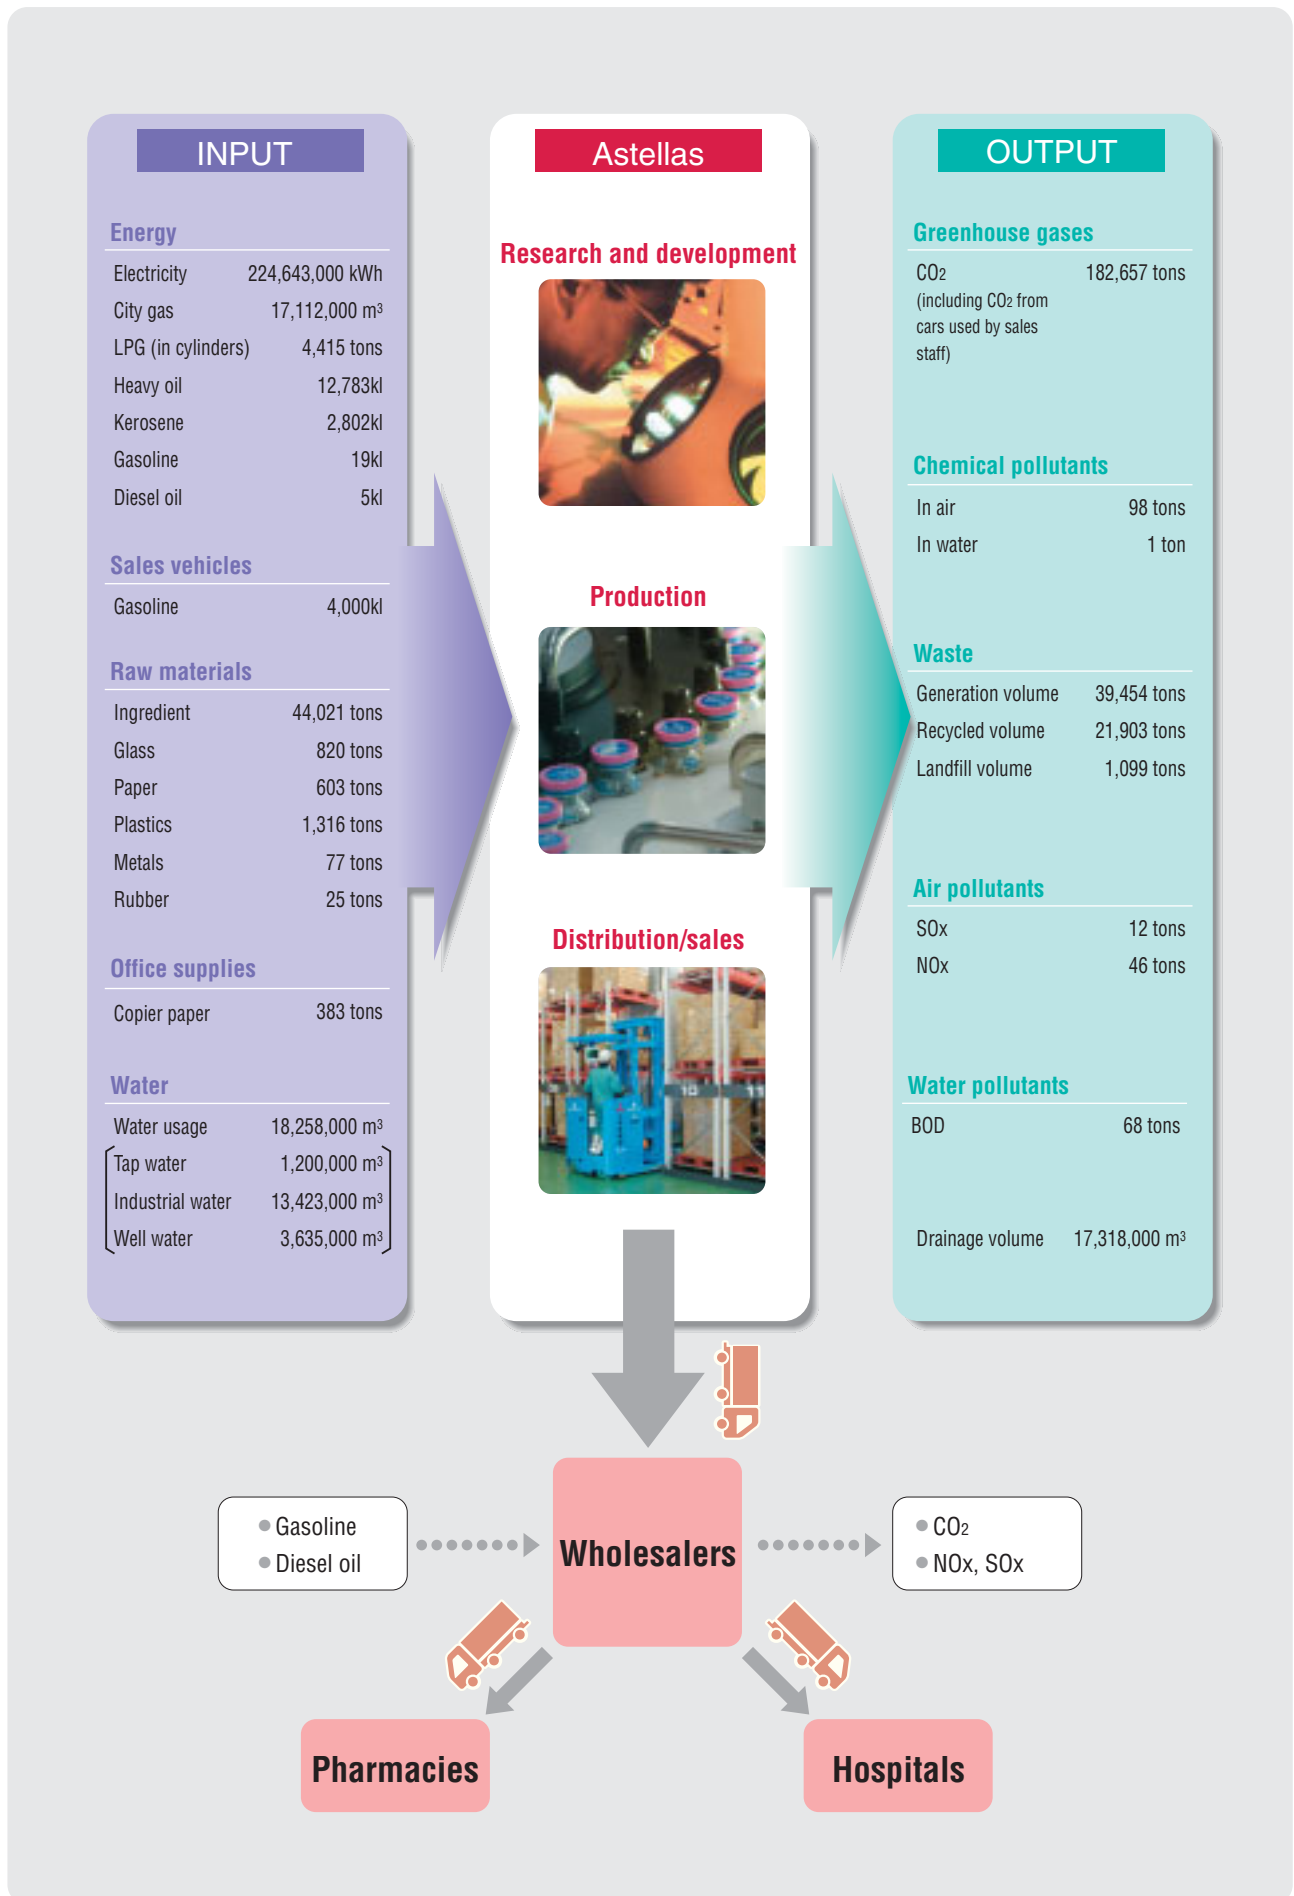 INPUT
Energy
Electricity 224,643,000 kWh
City gas 17,112,000 m³
LPG (in cylinders) 4,415 tons
Heavy oil 12,783kl
Kerosene 2,802kl
Gasoline 19kl
Diesel oil 5kl
Sales vehicles
Gasoline 4,000kl
Raw materials
Ingredient 44,021 tons
Glass 820 tons
Paper 603 tons
Plastics 1,316 tons
Metals 77 tons
Rubber 25 tons
Office supplies
Copier paper 383 tons
Water
Water usage 18,258,000 m³
Tap water 1,200,000 m³
Industrial water 13,423,000 m³
Well water 3,635,000 m³
Astellas
Research and development
Production
Distribution/sales
10
11
OUTPUT
Greenhouse gases
CO₂ 182,657 tons
(including CO₂ from
cars used by sales
staff)
Chemical pollutants
In air 98 tons
In water 1 ton
Waste
Generation volume 39,454 tons
Recycled volume 21,903 tons
Landfill volume 1,099 tons
Air pollutants
SOx 12 tons
NOx 46 tons
Water pollutants
BOD 68 tons
Drainage volume 17,318,000 m³
Gasoline
Diesel oil
Wholesalers
CO₂
NOx, SOx
Pharmacies
Hospitals